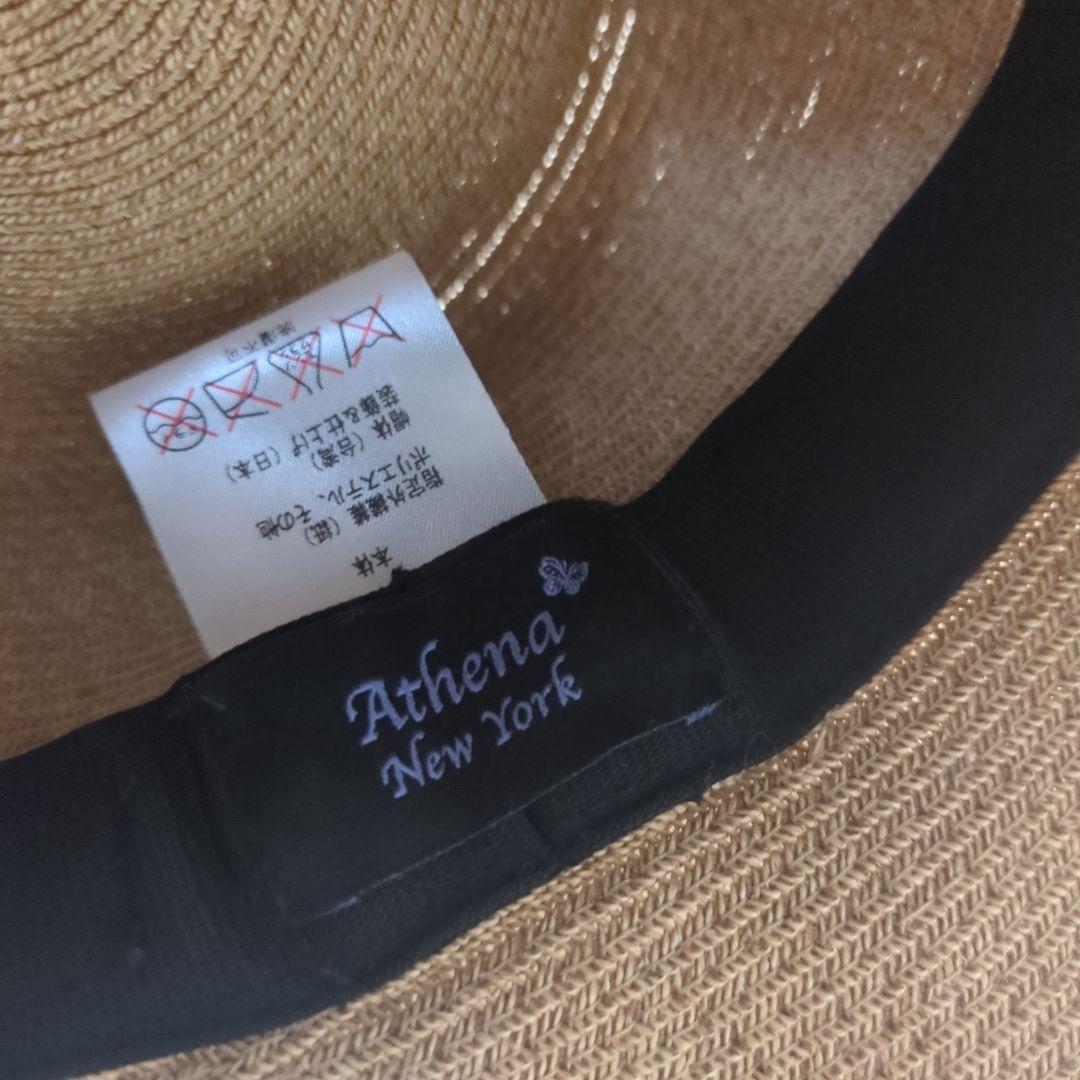 Athena
New York
本体
指定外繊維（紙）
ポリエステル、その他
帽体（台湾）
装飾&仕上げ（日本）
洗濯不可